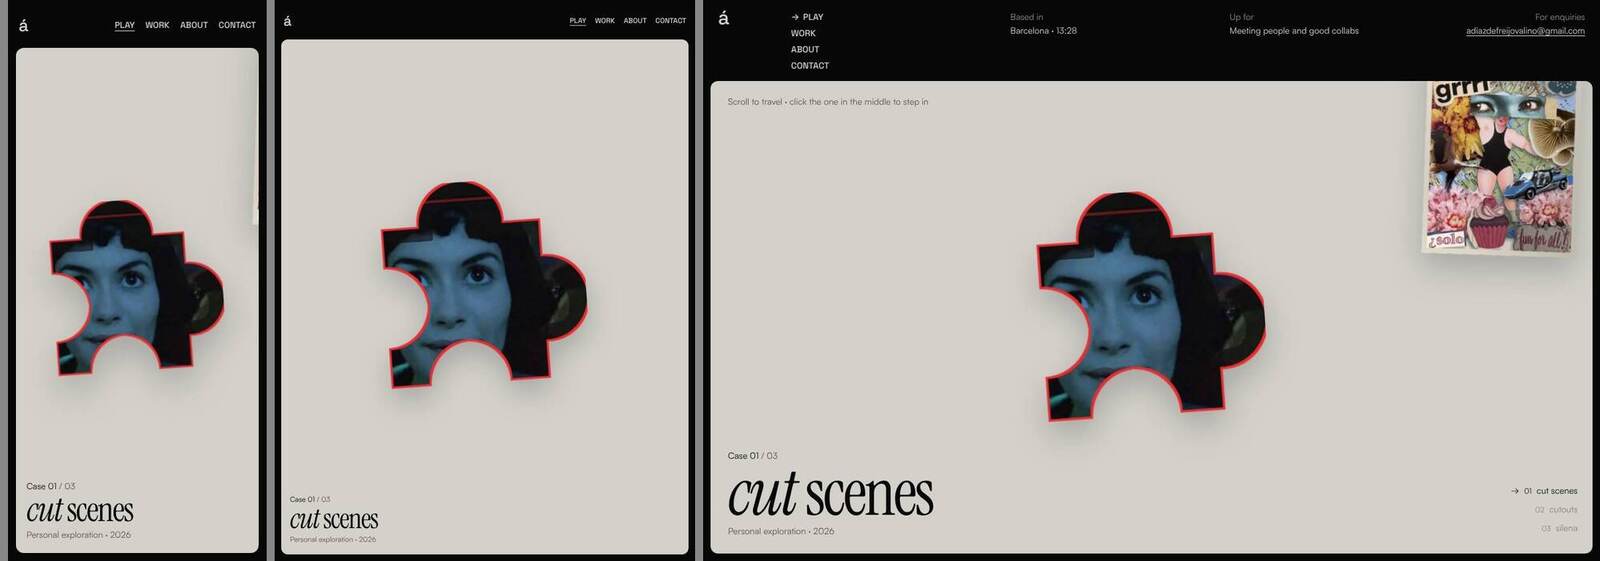 á
PLAY WORK ABOUT CONTACT
Case 01 / 03
cut scenes
Personal exploration • 2026
á
PLAY WORK ABOUT CONTACT
Case 01 / 03
cut scenes
Personal exploration • 2026
á
→ PLAY
WORK
ABOUT
CONTACT
Based in
Barcelona • 13:28
Up for
Meeting people and good collabs
For enquiries
adiazdefreijovalino@gmail.com
Scroll to travel • click the one in the middle to step in
grrrl
¿solo
fun for all!
Case 01 / 03
cut scenes
Personal exploration • 2026
→ 01 cut scenes
02 cutouts
03 silena